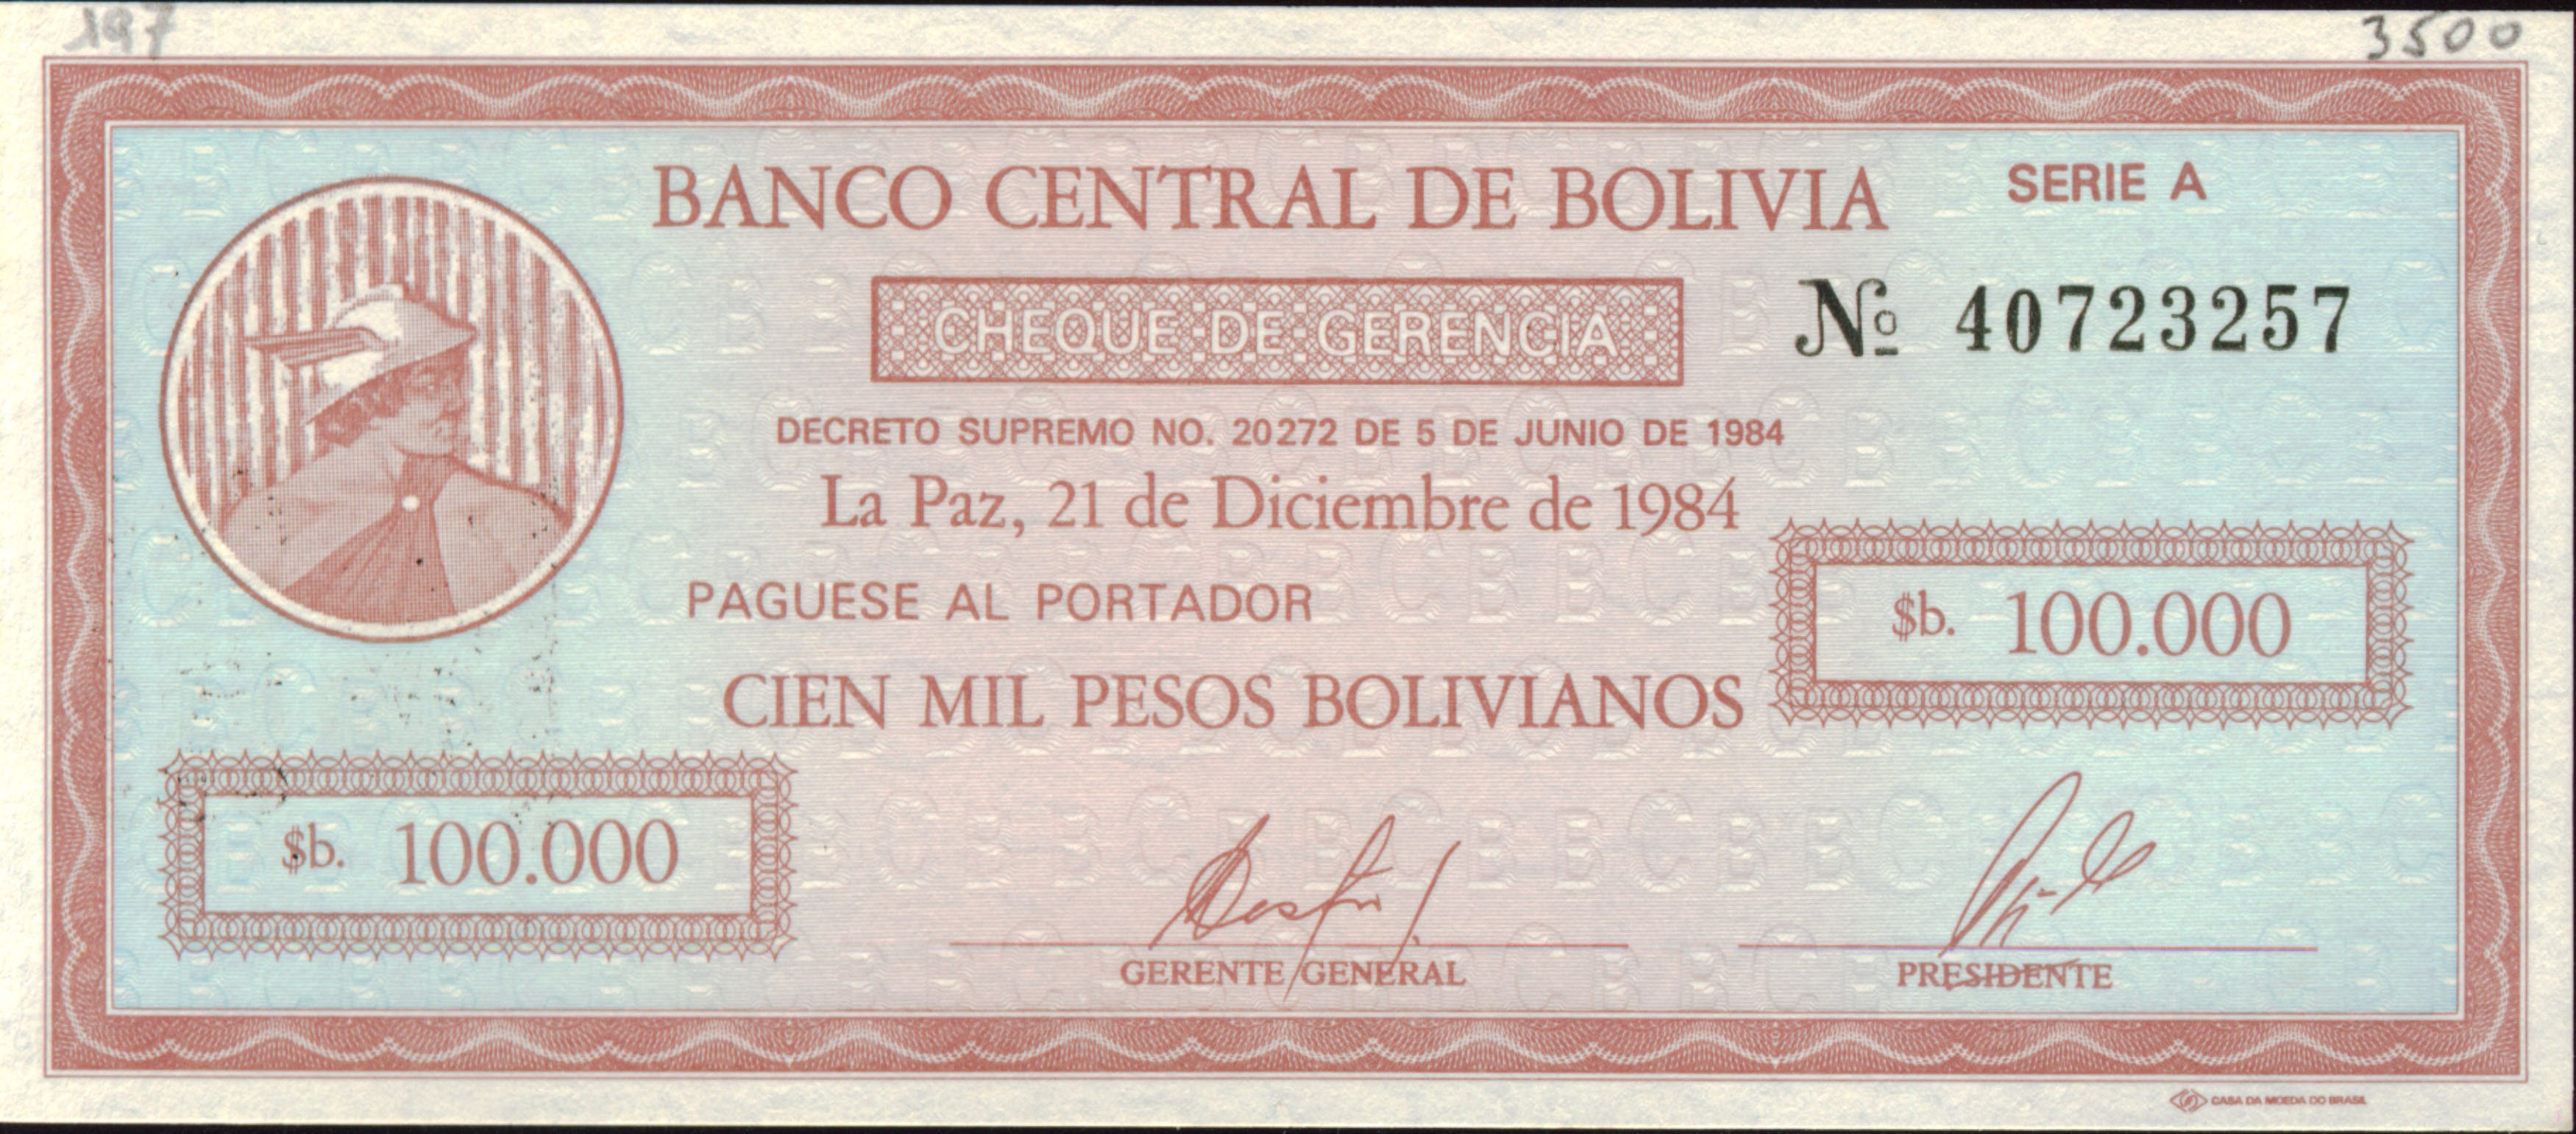 197
3500
BANCO CENTRAL DE BOLIVIA
SERIE A
CHEQUE DE GERENCIA
Nº 40723257
DECRETO SUPREMO NO. 20272 DE 5 DE JUNIO DE 1984
La Paz, 21 de Diciembre de 1984
PAGUESE AL PORTADOR
$b. 100.000
CIEN MIL PESOS BOLIVIANOS
$b. 100.000
GERENTE GENERAL
PRESIDENTE
CASA DA MOEDA DO BRASIL